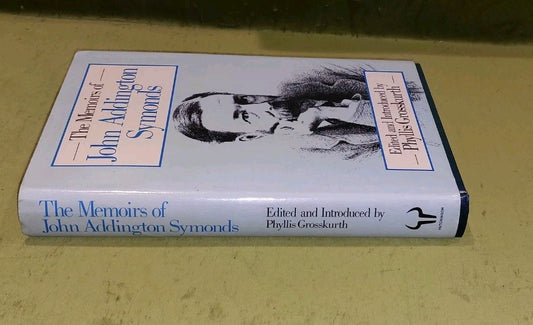 The Memoirs of
John Addington
Symonds
Edited and Introduced by
Phyllis Grosskurth
The Memoirs of
John Addington Symonds
Edited and Introduced by
Phyllis Grosskurth
HUTCHINSON